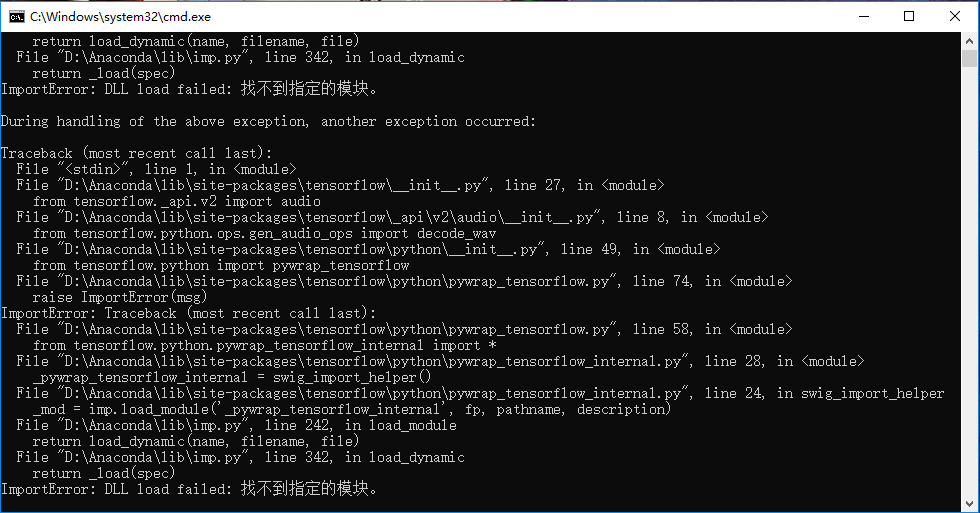 C:\Windows\system32\cmd.exe
    return load_dynamic(name, filename, file)
  File "D:\Anaconda\lib\imp.py", line 342, in load_dynamic
    return _load(spec)
ImportError: DLL load failed: 找不到指定的模块。
During handling of the above exception, another exception occurred:
Traceback (most recent call last):
  File "<stdin>", line 1, in <module>
  File "D:\Anaconda\lib\site-packages\tensorflow\__init__.py", line 27, in <module>
    from tensorflow._api.v2 import audio
  File "D:\Anaconda\lib\site-packages\tensorflow\_api\v2\audio\__init__.py", line 8, in <module>
    from tensorflow.python.ops.gen_audio_ops import decode_wav
  File "D:\Anaconda\lib\site-packages\tensorflow\python\__init__.py", line 49, in <module>
    from tensorflow.python import pywrap_tensorflow
  File "D:\Anaconda\lib\site-packages\tensorflow\python\pywrap_tensorflow.py", line 74, in <module>
    raise ImportError(msg)
ImportError: Traceback (most recent call last):
  File "D:\Anaconda\lib\site-packages\tensorflow\python\pywrap_tensorflow.py", line 58, in <module>
    from tensorflow.python.pywrap_tensorflow_internal import *
  File "D:\Anaconda\lib\site-packages\tensorflow\python\pywrap_tensorflow_internal.py", line 28, in <module>
    _pywrap_tensorflow_internal = swig_import_helper()
  File "D:\Anaconda\lib\site-packages\tensorflow\python\pywrap_tensorflow_internal.py", line 24, in swig_import_helper
    _mod = imp.load_module('_pywrap_tensorflow_internal', fp, pathname, description)
  File "D:\Anaconda\lib\imp.py", line 242, in load_module
    return load_dynamic(name, filename, file)
  File "D:\Anaconda\lib\imp.py", line 342, in load_dynamic
    return _load(spec)
ImportError: DLL load failed: 找不到指定的模块。